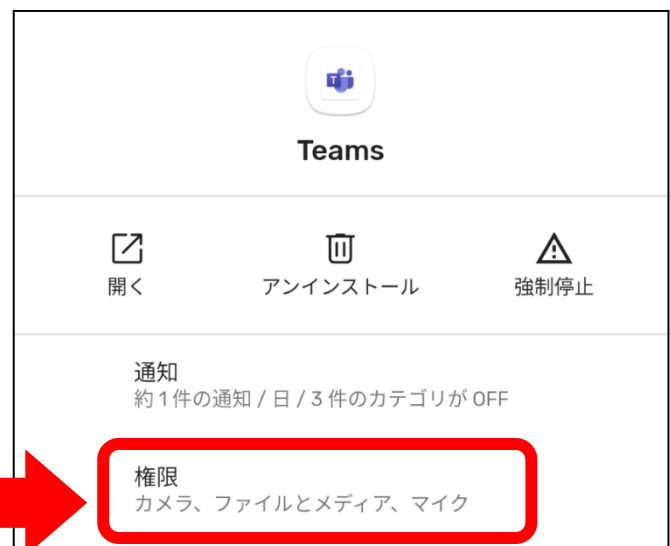 Teams
開く
アンインストール
強制停止
通知
約 1 件の通知 / 日 / 3 件のカテゴリが OFF
権限
カメラ、ファイルとメディア、マイク